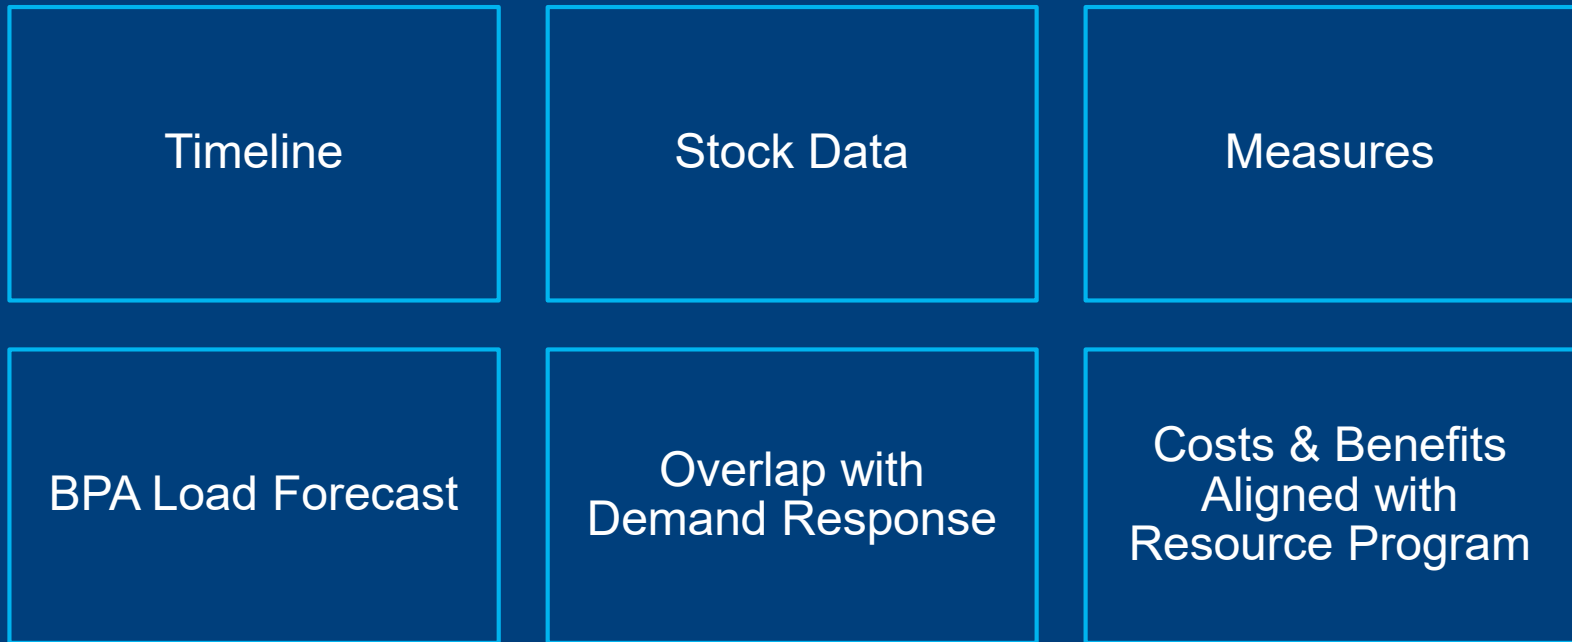 Timeline
Stock Data
Measures
BPA Load Forecast
Overlap with
Demand Response
Costs & Benefits
Aligned with
Resource Program